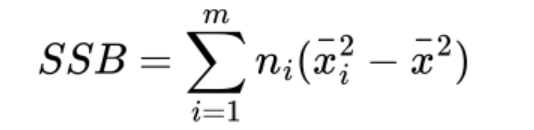 SSB = \sum_{i=1}^{m} n_i(\bar{x}_i^2 - \bar{x}^2)